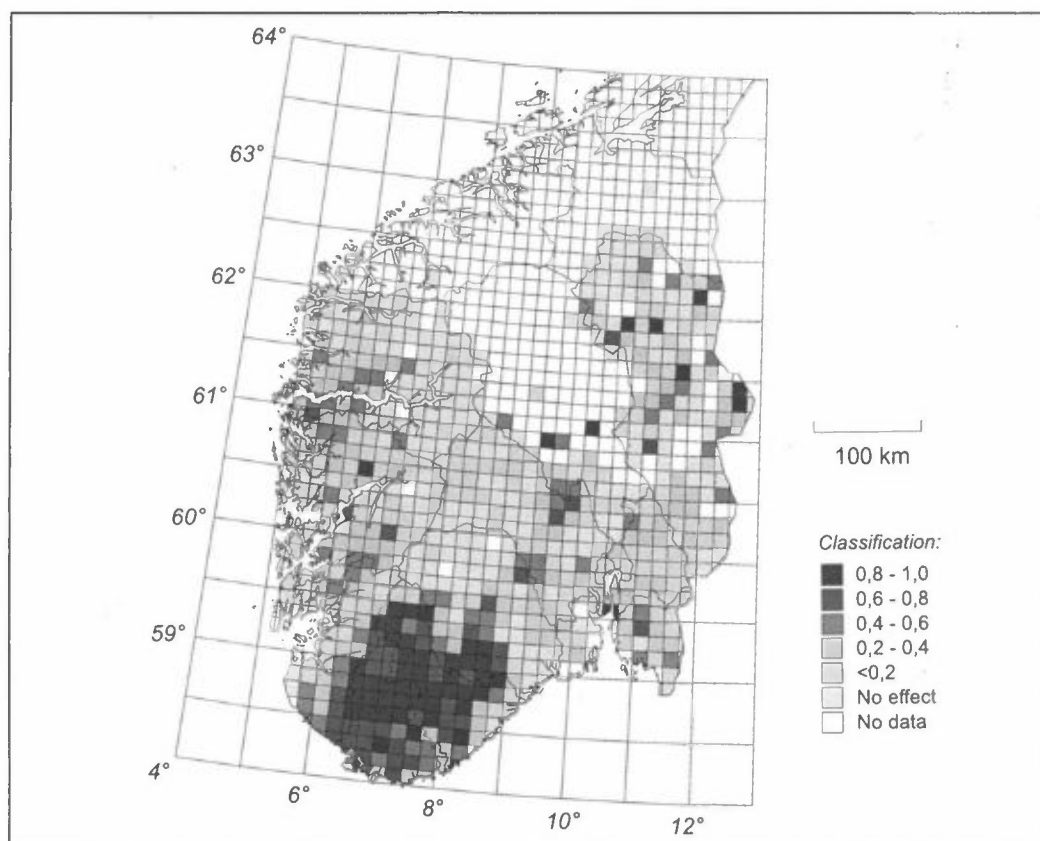 64°
63°
62°
61°
60°
59°
4°
6°
8°
10°
12°
100 km
Classification:
0,8 - 1,0
0,6 - 0,8
0,4 - 0,6
0,2 - 0,4
<0,2
No effect
No data